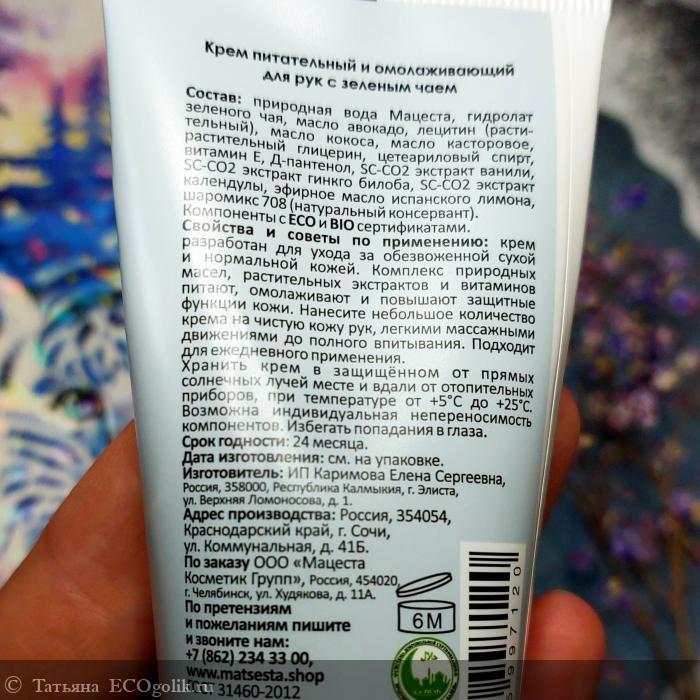 Крем питательный и омолаживающий
для рук с зеленым чаем
Состав: природная вода Мацеста, гидролат
зеленого чая, масло авокадо, лецитин (расти-
тельный), масло кокоса, масло касторовое,
растительный глицерин, цетеариловый спирт,
витамин Е, Д-пантенол, SC-CO2 экстракт ванили,
SC-CO2 экстракт гинкго билоба, SC-CO2 экстракт
календулы, эфирное масло испанского лимона,
шаромикс 708 (натуральный консервант).
Компоненты с ECO и BIO сертификатами.
Свойства и советы по применению: крем
разработан для ухода за обезвоженной сухой
и нормальной кожей. Комплекс природных
масел, растительных экстрактов и витаминов
питают, омолаживают и повышают защитные
функции кожи. Нанесите небольшое количество
крема на чистую кожу рук, легкими массажными
движениями до полного впитывания. Подходит
для ежедневного применения.
Хранить крем в защищённом от прямых
солнечных лучей месте и вдали от отопительных
приборов, при температуре от +5°С до +25°С.
Возможна индивидуальная непереносимость
компонентов. Избегать попадания в глаза.
Срок годности: 24 месяца.
Дата изготовления: см. на упаковке.
Изготовитель: ИП Каримова Елена Сергеевна,
Россия, 358000, Республика Калмыкия, г. Элиста,
ул. Верхняя Ломоносова, д. 1.
Адрес производства: Россия, 354054,
Краснодарский край, г. Сочи,
ул. Коммунальная, д. 41Б.
По заказу ООО «Мацеста
Косметик Групп», Россия, 454020,
г. Челябинск, ул. Худякова, д. 11А.
По претензиям
и пожеланиям пишите
и звоните нам:
+7 (862) 234 33 00,
www.matsesta.shop
31460-2012
6М
97120
© Татьяна ECOgolik.ru